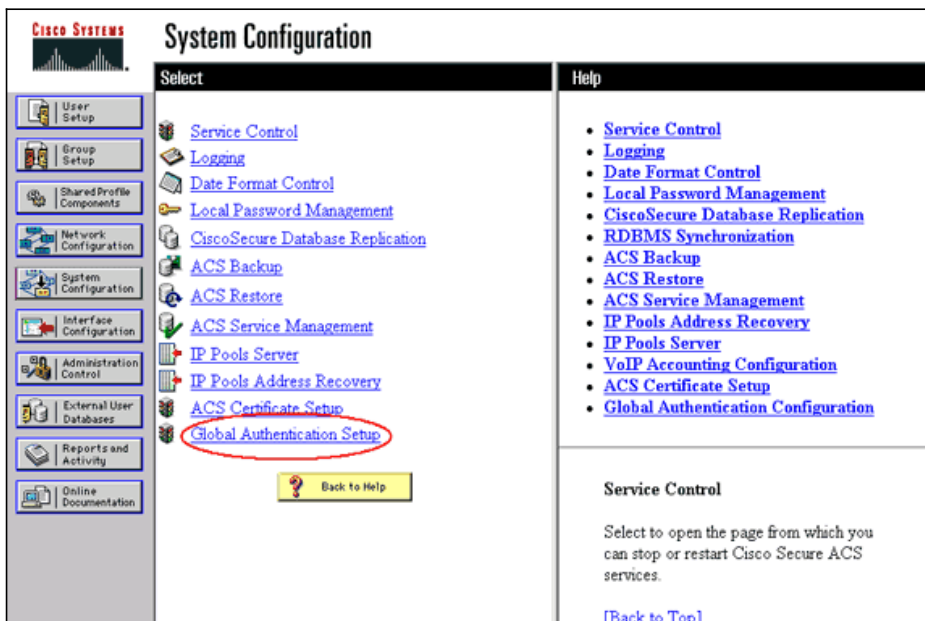 CISCO SYSTEMS
System Configuration
Select
Help
User
Setup
Group
Setup
Shared Profile
Components
Network
Configuration
System
Configuration
Interface
Configuration
Administration
Control
External User
Databases
Reports and
Activity
Online
Documentation
Service Control
Logging
Date Format Control
Local Password Management
CiscoSecure Database Replication
ACS Backup
ACS Restore
ACS Service Management
IP Pools Server
IP Pools Address Recovery
ACS Certificate Setup
Global Authentication Setup
Back to Help
• Service Control
• Logging
• Date Format Control
• Local Password Management
• CiscoSecure Database Replication
• RDBMS Synchronization
• ACS Backup
• ACS Restore
• ACS Service Management
• IP Pools Address Recovery
• IP Pools Server
• VoIP Accounting Configuration
• ACS Certificate Setup
• Global Authentication Configuration
Service Control
Select to open the page from which you
can stop or restart Cisco Secure ACS
services.
[Back to Top]